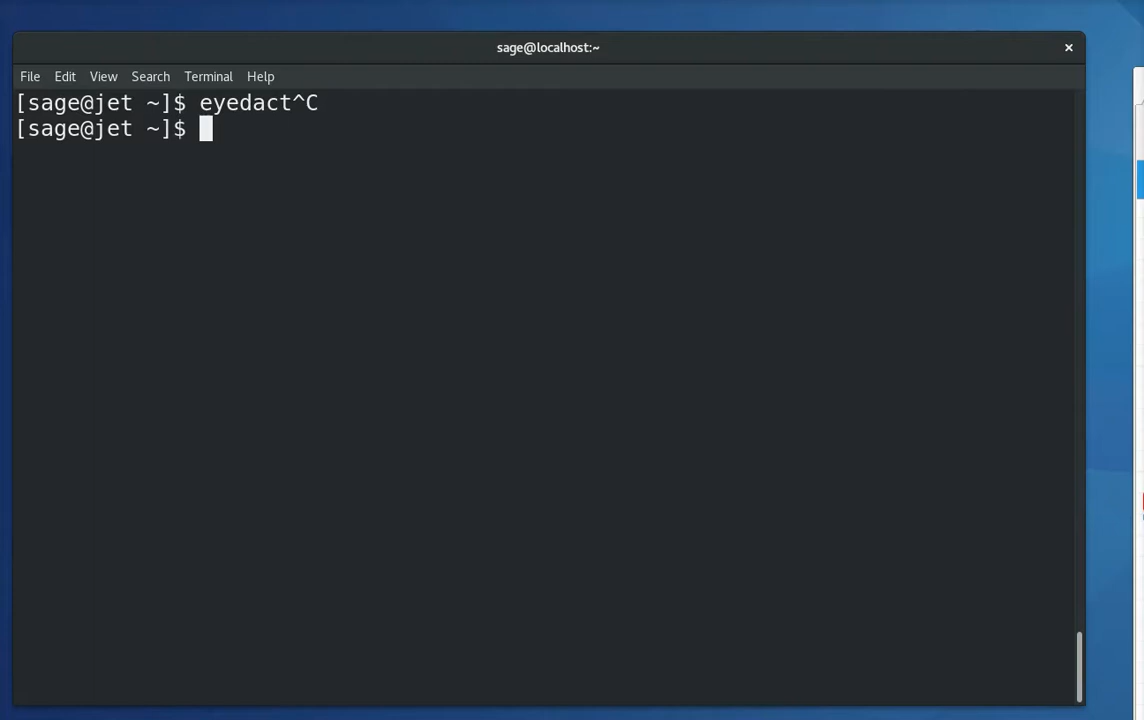 sage@localhost:~ ×
File Edit View Search Terminal Help
[sage@jet ~]$ eyedact^C
[sage@jet ~]$